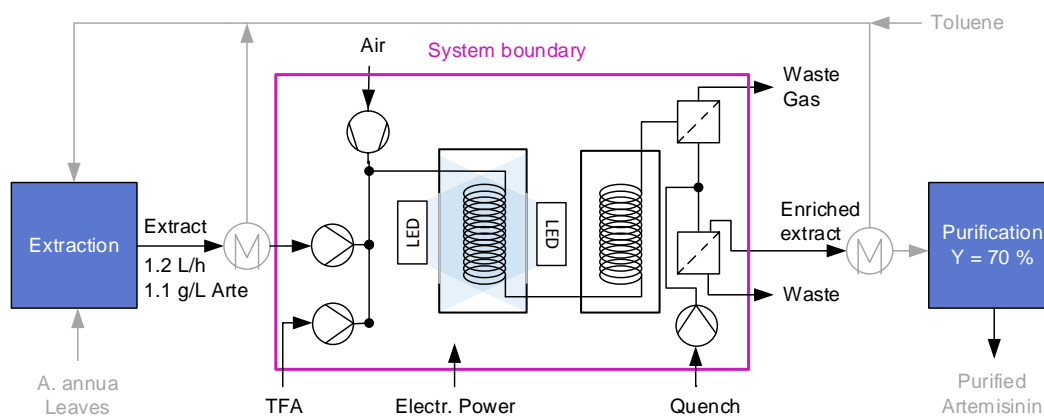 Toluene
Air
System boundary
Waste
Gas
Extraction
Extract
1.2 L/h
1.1 g/L Arte
M
LED
LED
Enriched
extract
M
Purification
Y = 70 %
Waste
A. annua
Leaves
TFA
Electr. Power
Quench
Purified
Artemisinin